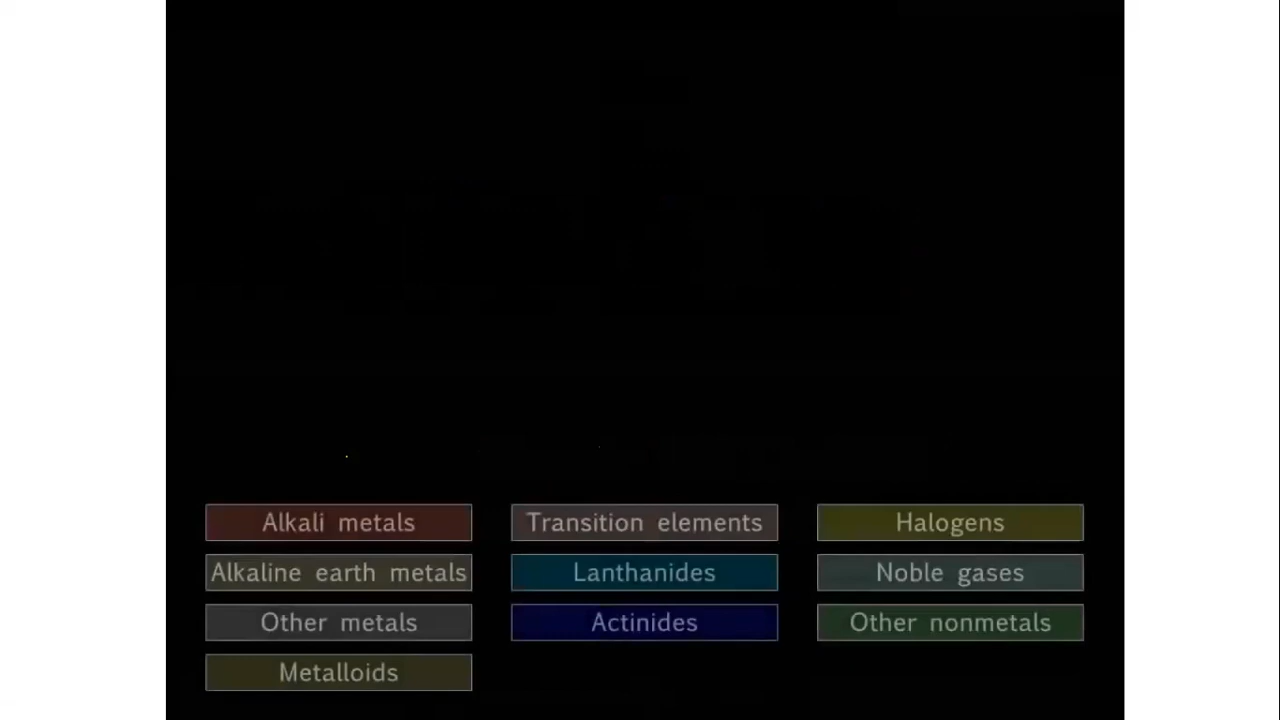 Alkali metals
Transition elements
Halogens
Alkaline earth metals
Lanthanides
Noble gases
Other metals
Actinides
Other nonmetals
Metalloids